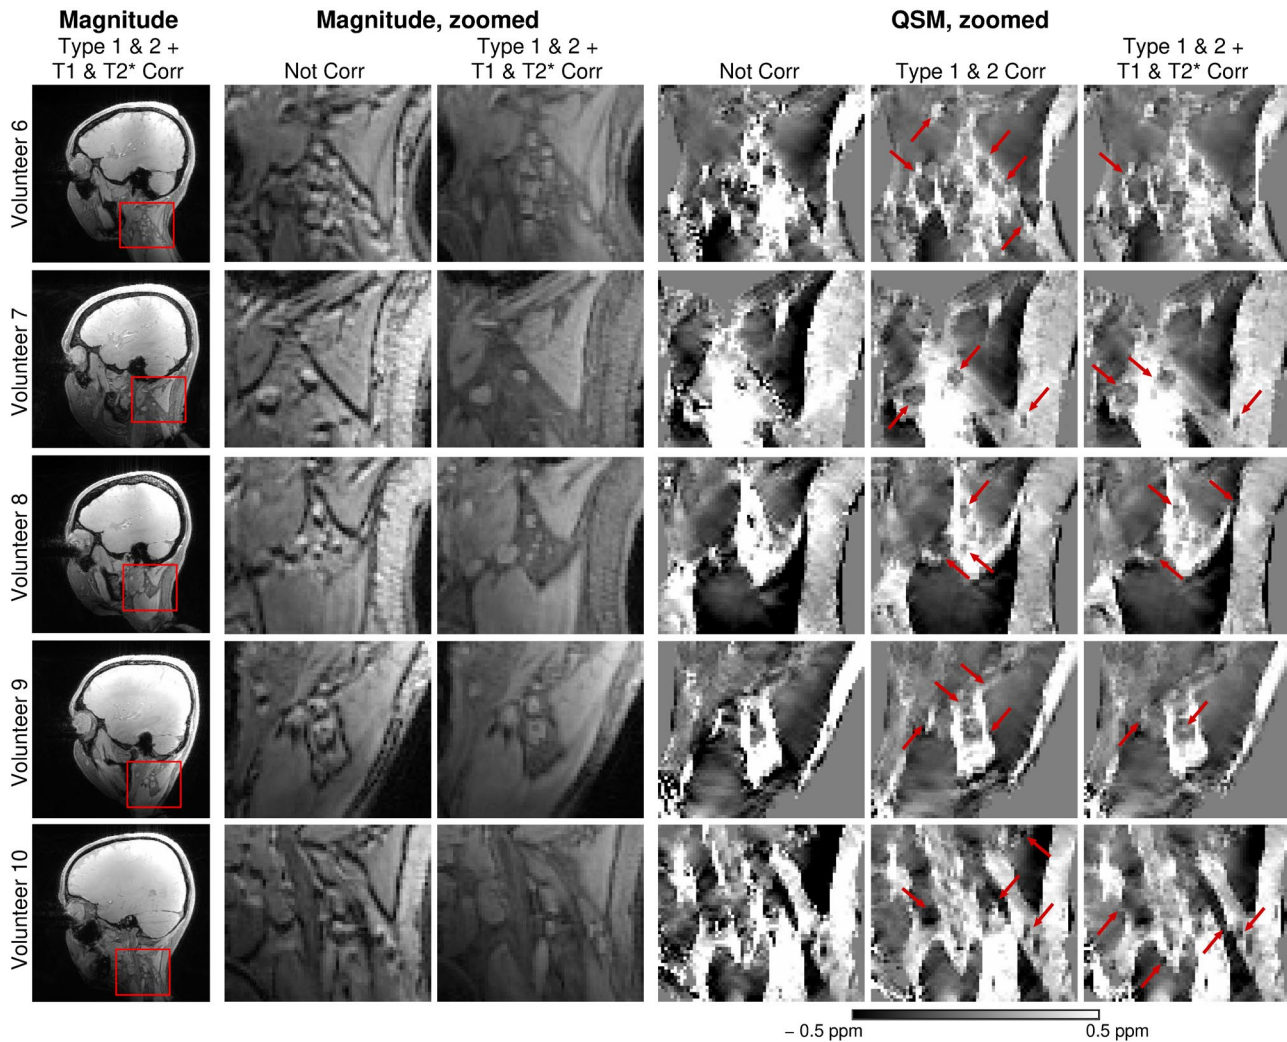 Magnitude
Magnitude, zoomed
QSM, zoomed
Type 1 & 2 +
T1 & T2* Corr
Not Corr
Type 1 & 2 +
T1 & T2* Corr
Not Corr
Type 1 & 2 Corr
Type 1 & 2 +
T1 & T2* Corr
Volunteer 6
Volunteer 7
Volunteer 8
Volunteer 9
Volunteer 10
− 0.5 ppm
0.5 ppm